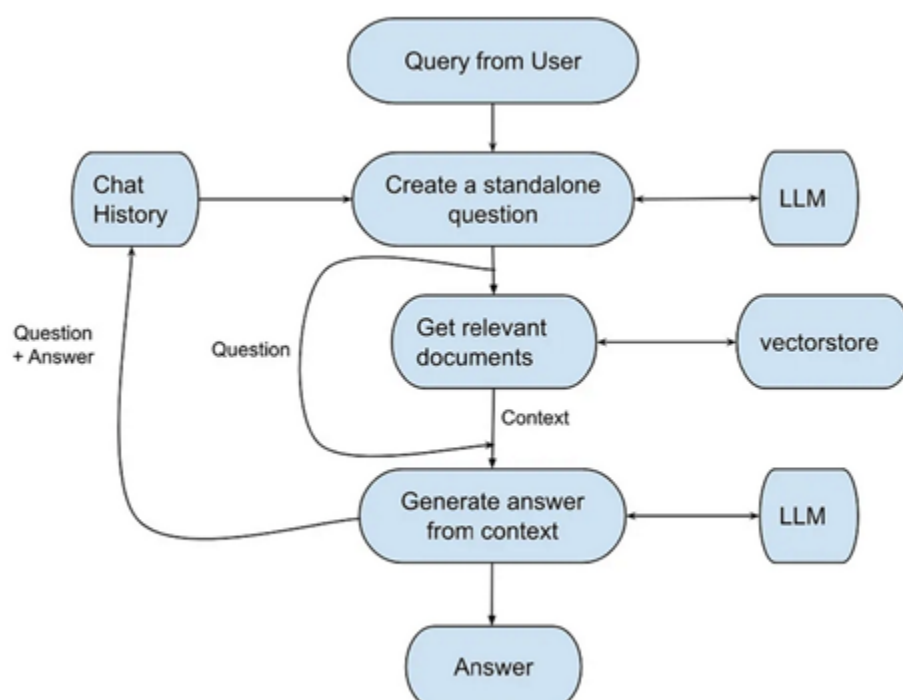 Query from User
Chat
History
Create a standalone
question
LLM
Question
+ Answer
Question
Get relevant
documents
vectorstore
Context
Generate answer
from context
LLM
Answer